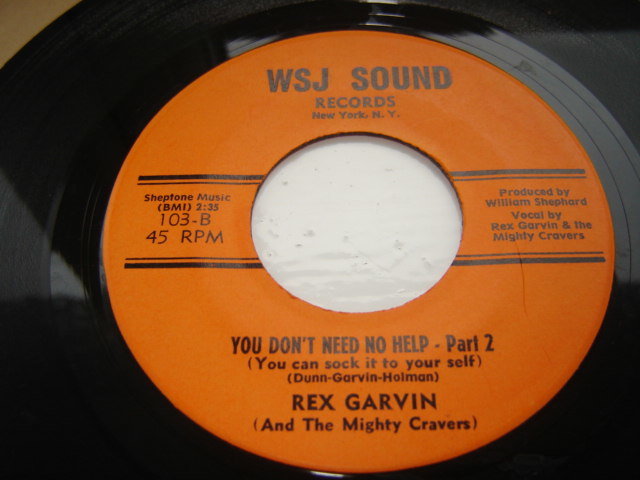 WSJ SOUND
RECORDS
New York, N. Y.
Sheptone Music
(BMI) 2:35
103-B
45 RPM
Produced by
William Shephard
Vocal by
Rex Garvin & the
Mighty Cravers
YOU DON'T NEED NO HELP - Part 2
(You can sock it to your self)
(Dunn-Garvin-Holman)
REX GARVIN
(And The Mighty Cravers)